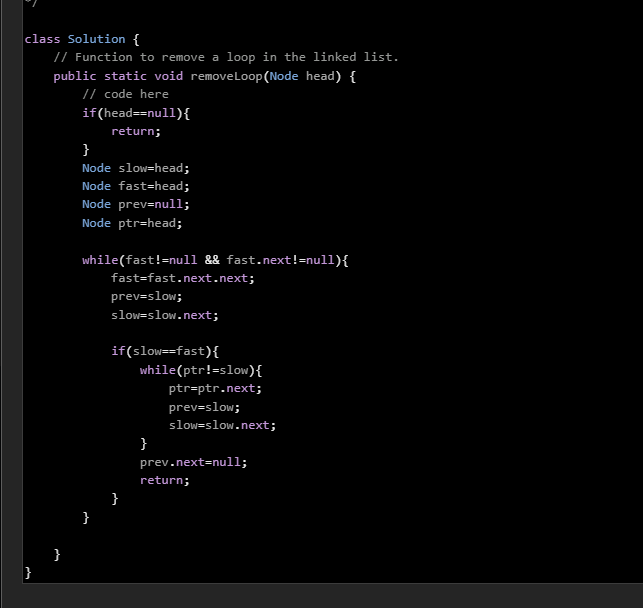 */
class Solution {
// Function to remove a loop in the linked list.
public static void removeLoop(Node head) {
// code here
if(head==null){
return;
}
Node slow=head;
Node fast=head;
Node prev=null;
Node ptr=head;
while(fast!=null && fast.next!=null){
fast=fast.next.next;
prev=slow;
slow=slow.next;
if(slow==fast){
while(ptr!=slow){
ptr=ptr.next;
prev=slow;
slow=slow.next;
}
prev.next=null;
return;
}
}
}
}